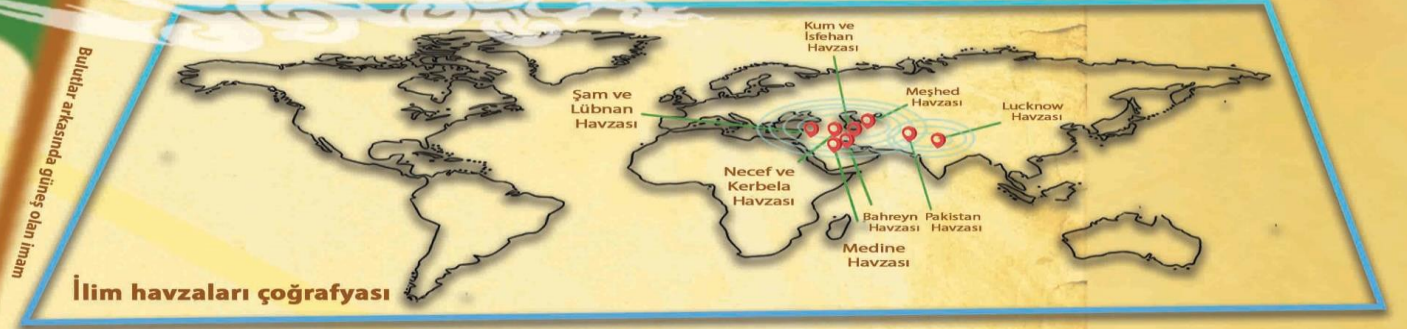 Bulutlar arkasında güneş olan imam
Kum ve
İsfehan
Havzası
Şam ve
Lübnan
Havzası
Meşhed
Havzası
Lucknow
Havzası
Necef ve
Kerbela
Havzası
Bahreyn
Havzası
Pakistan
Havzası
Medine
Havzası
İlim havzaları çoğrafyası